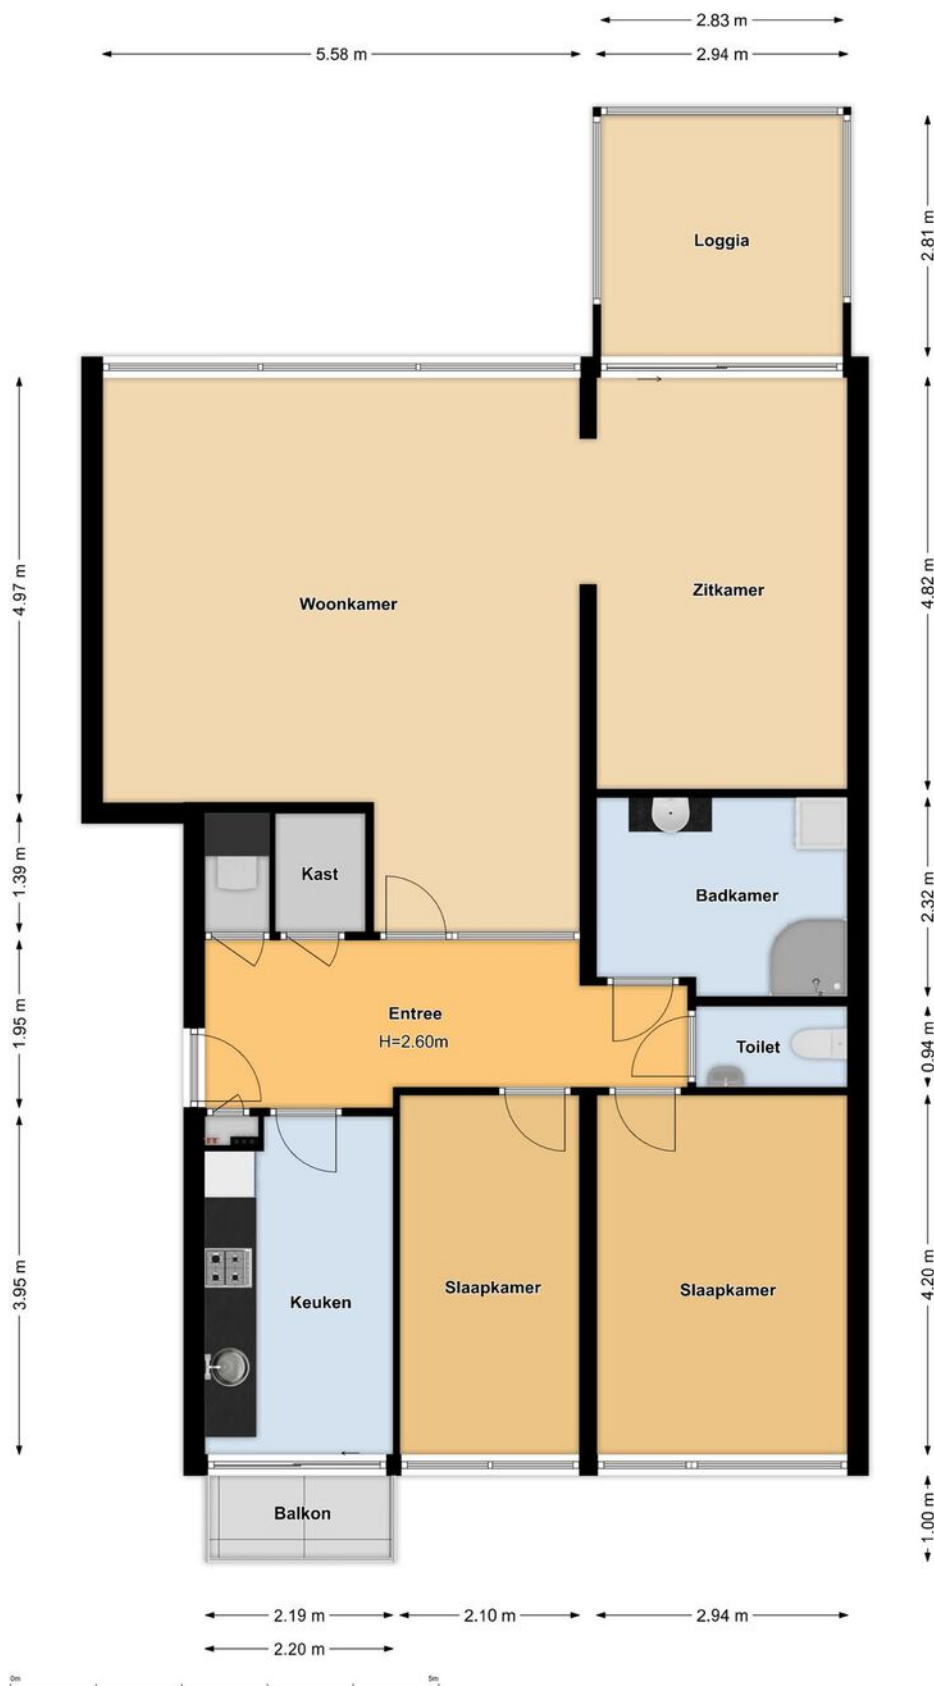 2.83 m
5.58 m
2.94 m
2.81 m
Loggia
4.97 m
4.82 m
Woonkamer
Zitkamer
1.39 m
Kast
Badkamer
2.32 m
1.95 m
Entree
H=2.60m
Toilet
0.94 m
3.95 m
Keuken
Slaapkamer
Slaapkamer
4.20 m
Balkon
1.00 m
2.19 m
2.10 m
2.94 m
2.20 m
0m
5m